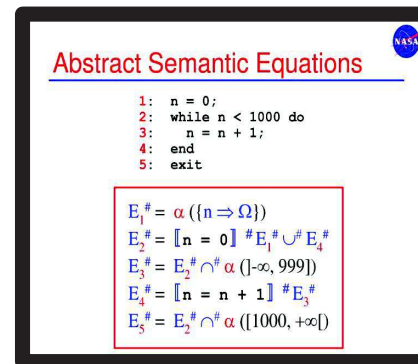 NASA
Abstract Semantic Equations
1: n = 0;
2: while n < 1000 do
3: n = n + 1;
4: end
5: exit
E₁# = α ({n ⇒ Ω})
E₂# = ⟦n = 0⟧ #E₁# ∪# E₄#
E₃# = E₂# ∩# α (]-∞, 999])
E₄# = ⟦n = n + 1⟧ #E₃#
E₅# = E₂# ∩# α ([1000, +∞[)